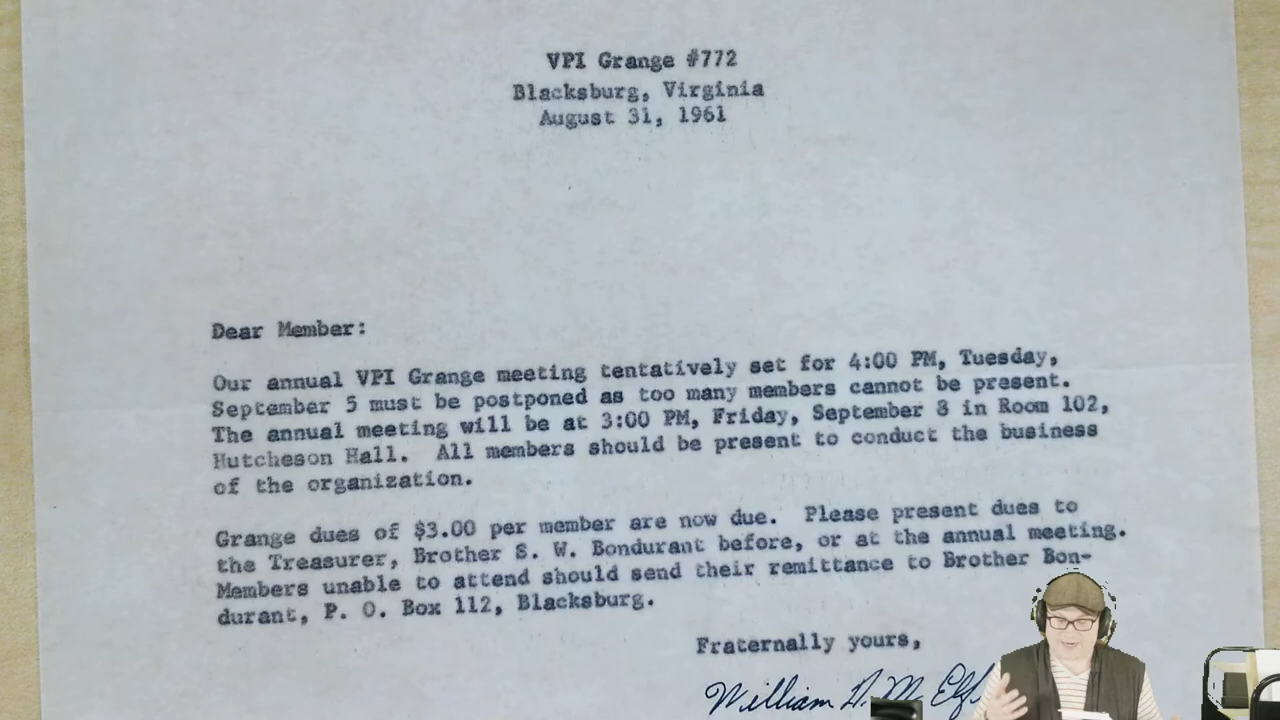 VPI Grange #772
Blacksburg, Virginia
August 31, 1961
Dear Member:
Our annual VPI Grange meeting tentatively set for 4:00 PM, Tuesday,
September 5 must be postponed as too many members cannot be present.
The annual meeting will be at 3:00 PM, Friday, September 8 in Room 102,
Hutcheson Hall. All members should be present to conduct the business
of the organization.
Grange dues of $3.00 per member are now due. Please present dues to
the Treasurer, Brother S. W. Bondurant before, or at the annual meeting.
Members unable to attend should send their remittance to Brother Bon-
durant, P. O. Box 112, Blacksburg.
Fraternally yours,
William